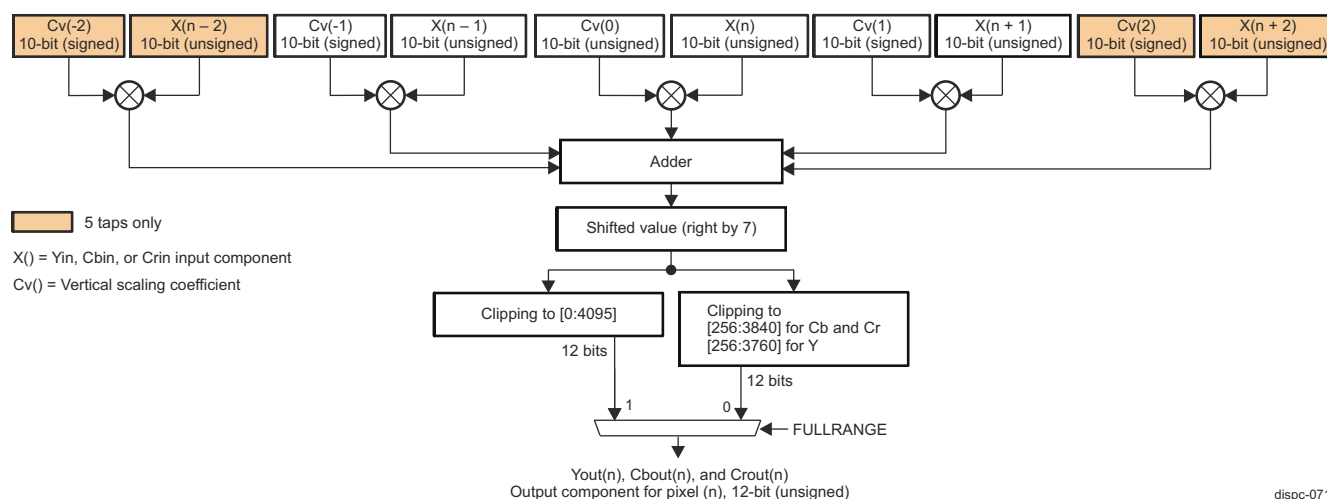 Cv(-2)
10-bit (signed)
X(n – 2)
10-bit (unsigned)
Cv(-1)
10-bit (signed)
X(n – 1)
10-bit (unsigned)
Cv(0)
10-bit (signed)
X(n)
10-bit (unsigned)
Cv(1)
10-bit (signed)
X(n + 1)
10-bit (unsigned)
Cv(2)
10-bit (signed)
X(n + 2)
10-bit (unsigned)
Adder
5 taps only
Shifted value (right by 7)
X() = Yin, Cbin, or Crin input component
Cv() = Vertical scaling coefficient
Clipping to [0:4095]
Clipping to
[256:3840] for Cb and Cr
[256:3760] for Y
12 bits
12 bits
1
0
FULLRANGE
Yout(n), Cbout(n), and Crout(n)
Output component for pixel (n), 12-bit (unsigned)
dispc-071